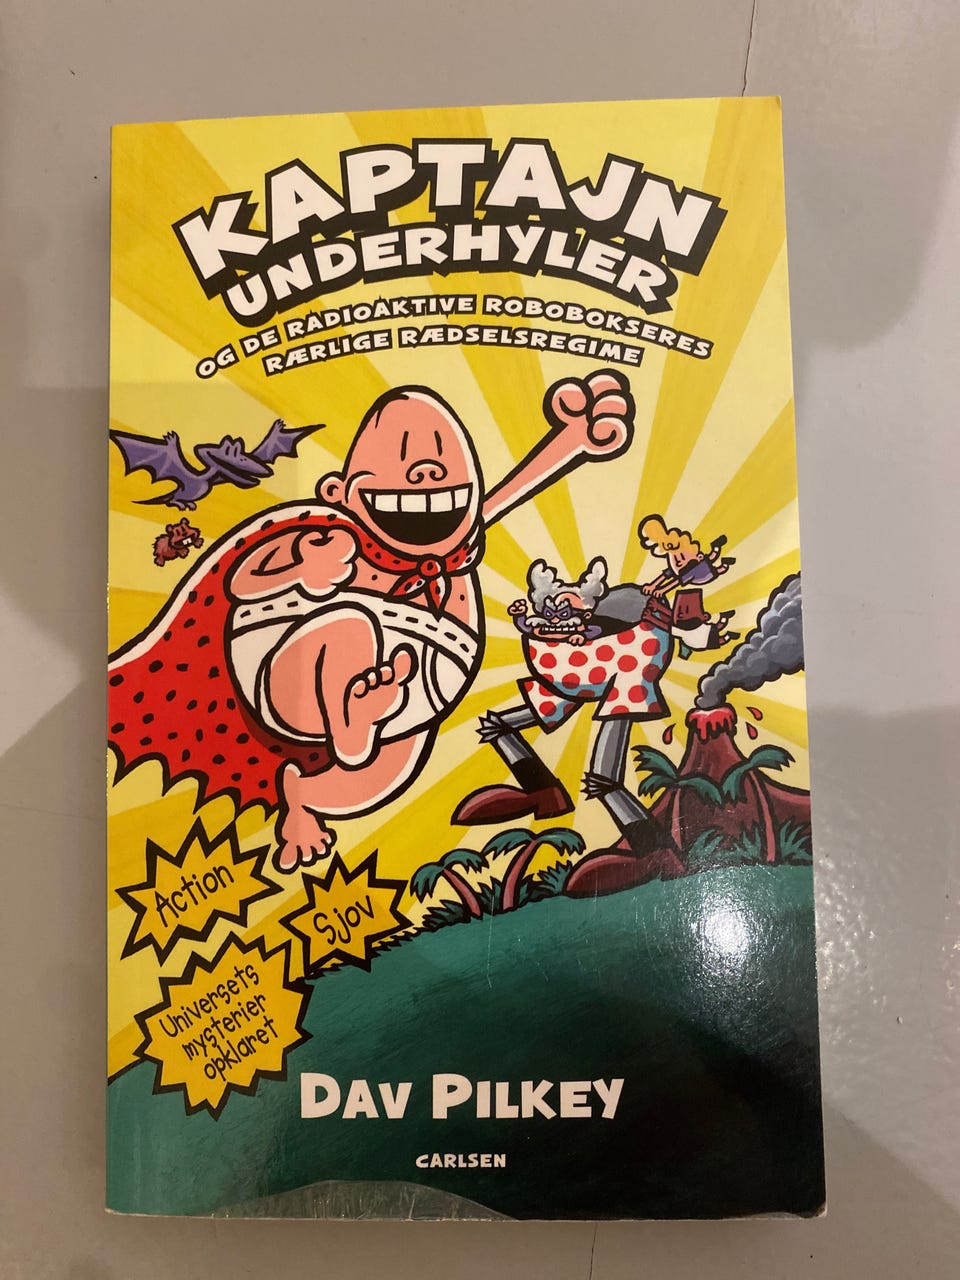 KAPTAJN
UNDERHYLER
OG DE RADIOAKTIVE ROBOBOKSERES
RÆRLIGE RÆDSELSREGIME
Action
Sjov
Universets
mysterier
opklaret
DAV PILKEY
CARLSEN